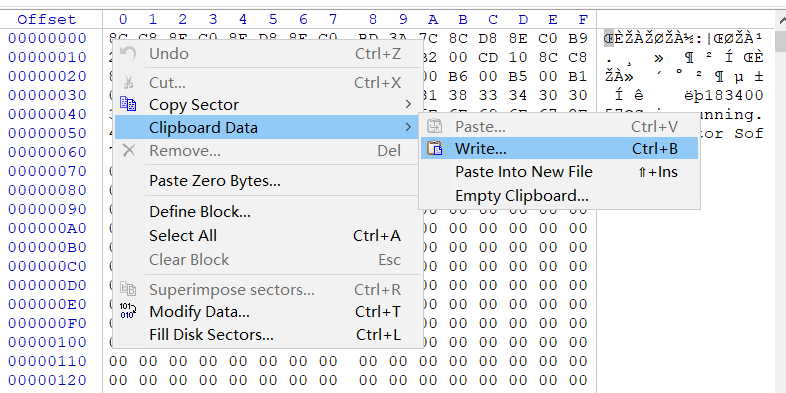 Offset 0 1 2 3 4 5 6 7 8 9 A B C D E F
00000000 8C C8 8E C0 8E D8 8E C0 BD 3A 7C 8C D8 8E C0 B9 ŒÈŽÀŽØŽÀ½:|ŒØŽÀ¹
00000010 B2 00 CD 10 8C C8 . ¸ » ¶ ² Í ŒÈ
00000020 8 00 B6 00 B5 00 B1 ŽÀ» ´ ° ² ¶ µ ±
00000030 0 31 38 33 34 30 30 Í ê ëþ183400
00000040 3 unning.
00000050 4 tor Sof
00000060 7
00000070
00000080
00000090
000000A0 00 00 00 00 00 00
000000B0 00 00 00 00 00 00
000000C0 00 00 00 00 00 00
000000D0 00 00 00 00 00 00
000000E0 00 00 00 00 00 00
000000F0 00 00 00 00 00 00
00000100 00 00 00 00 00 00
00000110 00 00 00 00 00 00 00 00 00 00 00 00 00 00 00 00
00000120 00 00 00 00 00 00 00 00 00 00 00 00 00 00 00 00
Undo Ctrl+Z
Cut... Ctrl+X
Copy Sector
Clipboard Data
Remove... Del
Paste Zero Bytes...
Define Block...
Select All Ctrl+A
Clear Block Esc
Superimpose sectors... Ctrl+R
Modify Data... Ctrl+T
Fill Disk Sectors... Ctrl+L
Paste... Ctrl+V
Write... Ctrl+B
Paste Into New File ⇧+Ins
Empty Clipboard...